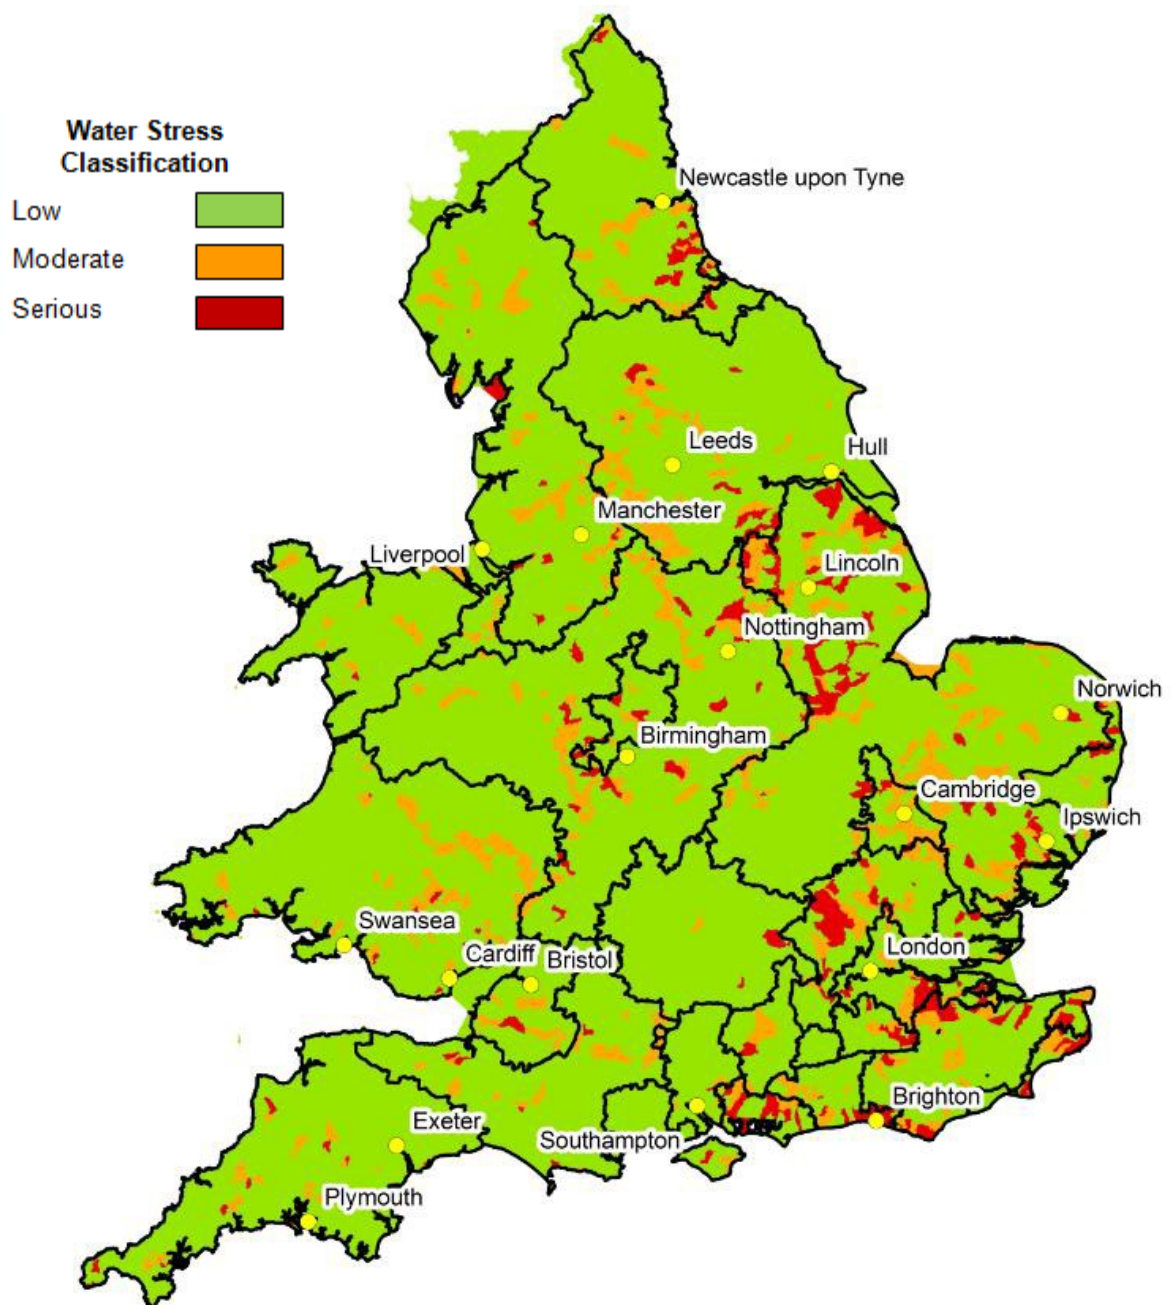 Water Stress
Classification
Low
Moderate
Serious
Newcastle upon Tyne
Leeds
Hull
Manchester
Liverpool
Lincoln
Nottingham
Norwich
Birmingham
Cambridge
Ipswich
Swansea
Cardiff
Bristol
London
Brighton
Exeter
Southampton
Plymouth